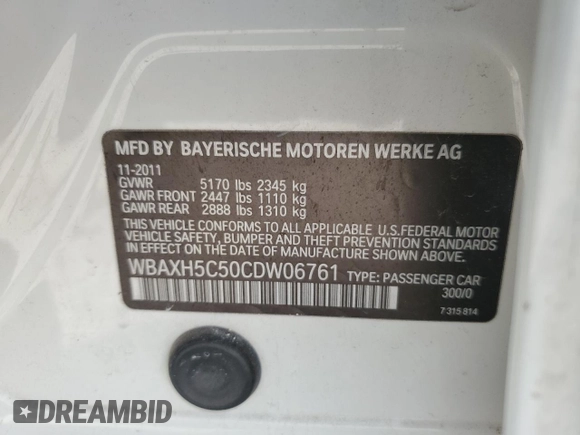 MFD BY BAYERISCHE MOTOREN WERKE AG
11-2011
GVWR 5170 lbs 2345 kg
GAWR FRONT 2447 lbs 1110 kg
GAWR REAR 2888 lbs 1310 kg
THIS VEHICLE CONFORMS TO ALL APPLICABLE U.S.FEDERAL MOTOR
VEHICLE SAFETY, BUMPER, AND THEFT PREVENTION STANDARDS
IN EFFECT ON THE DATE OF MANUFACTURE SHOWN ABOVE.
WBAXH5C50CDW06761 TYPE: PASSENGER CAR
300/0
7 315 814
DREAMBID